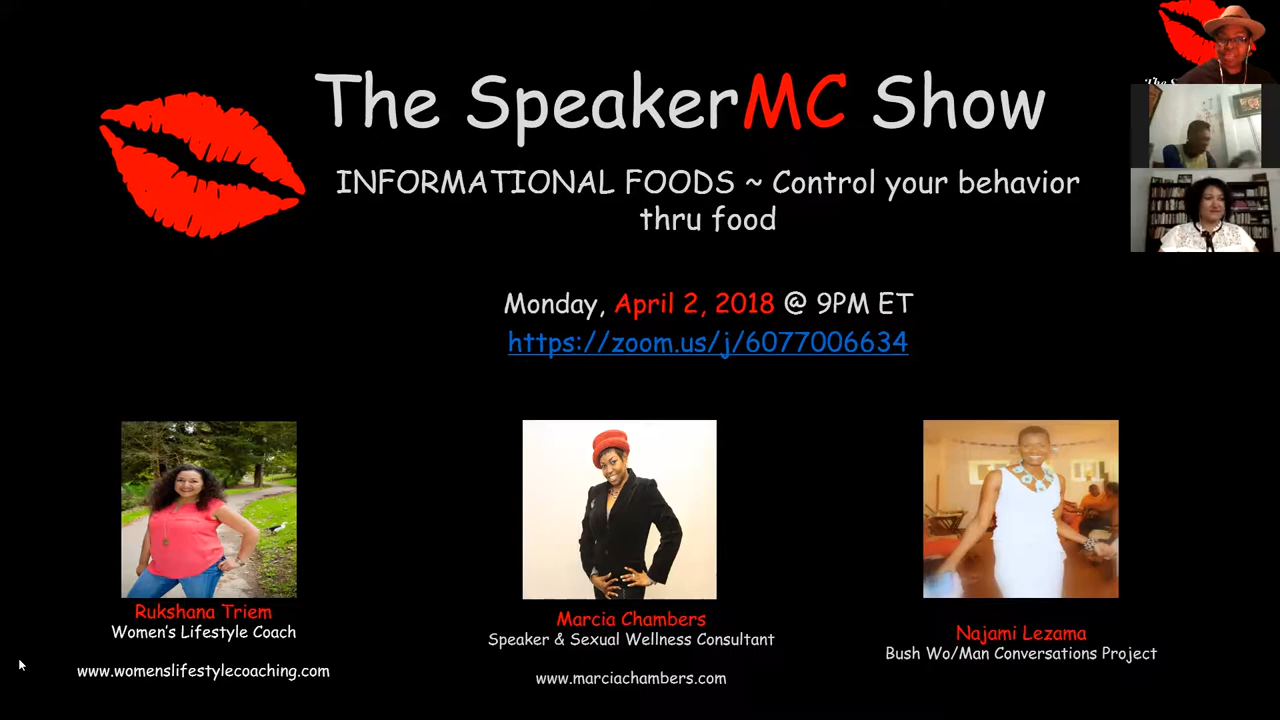 The SpeakerMC Show
INFORMATIONAL FOODS ~ Control your behavior
thru food
Monday, April 2, 2018 @ 9PM ET
https://zoom.us/j/6077006634
Rukshana Triem
Women's Lifestyle Coach
www.womenslifestylecoaching.com
Marcia Chambers
Speaker & Sexual Wellness Consultant
www.marciachambers.com
Najami Lezama
Bush Wo/Man Conversations Project